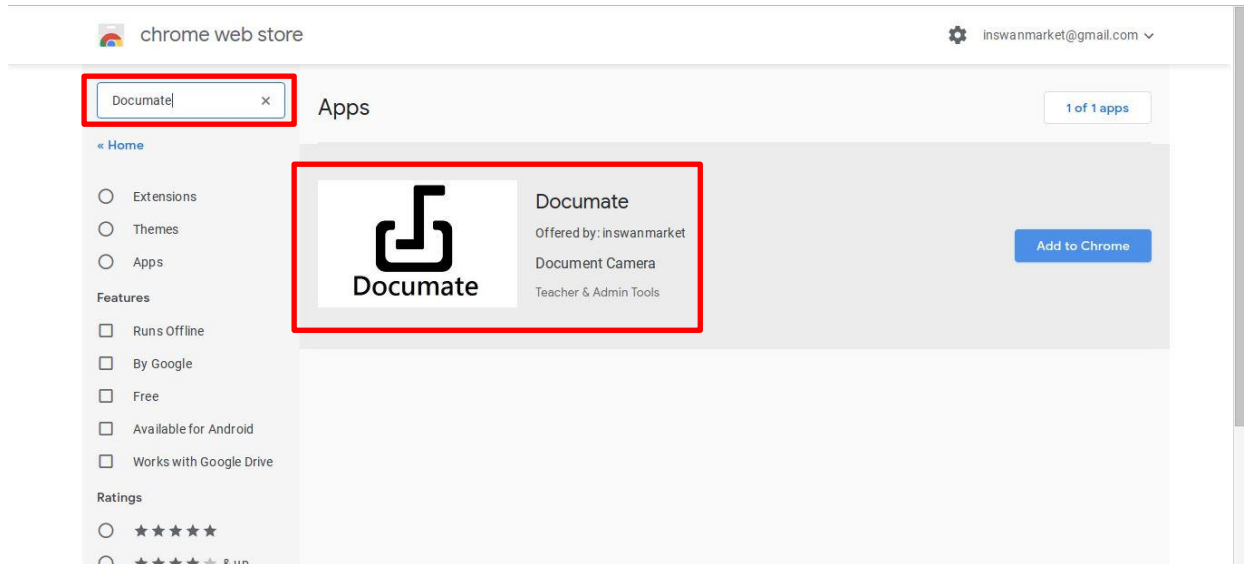 chrome web store
inswanmarket@gmail.com
Documate
« Home
Extensions
Themes
Apps
Features
Runs Offline
By Google
Free
Available for Android
Works with Google Drive
Ratings
& up
Apps
1 of 1 apps
Documate
Documate
Offered by: inswanmarket
Document Camera
Teacher & Admin Tools
Add to Chrome